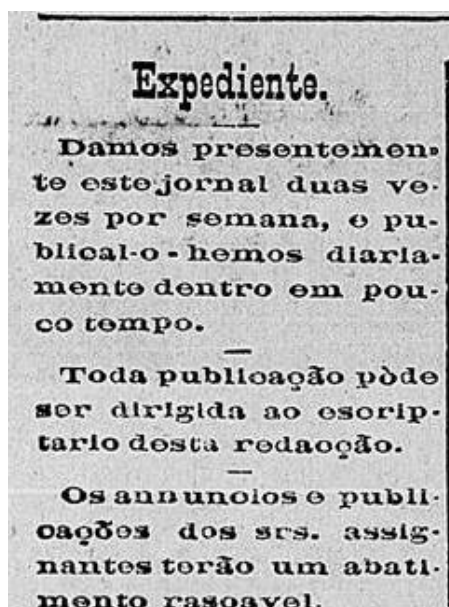 Expediente.
Damos presentemen-
te este jornal duas ve-
zes por semana, e pu-
blical-o-hemos diaria-
mente dentro em pou-
co tempo.
Toda publicação pòde
ser dirigida ao escrip-
tario desta redacção.
Os annuncios e publi-
cações dos srs. assig-
nantes terão um abati-
mento rasoavel.